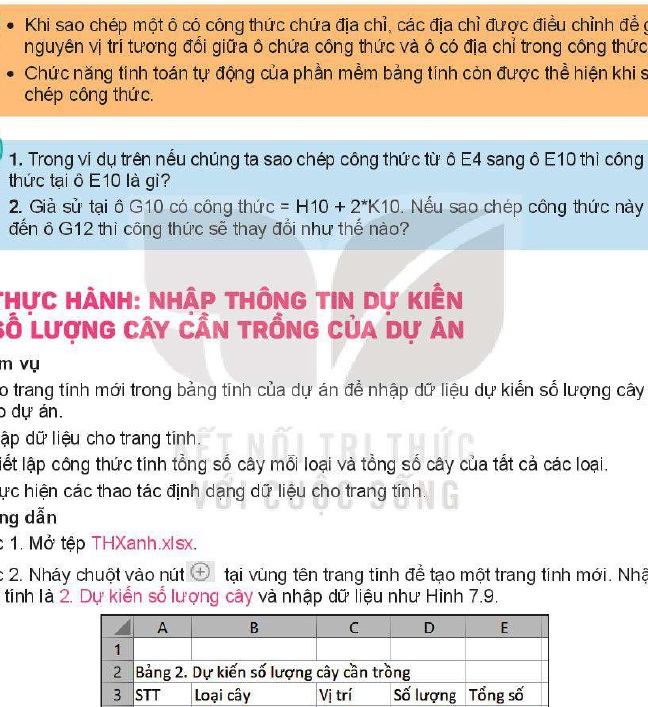 • Khi sao chép một ô có công thức chứa địa chỉ, các địa chỉ được điều chỉnh để
nguyên vị trí tương đối giữa ô chứa công thức và ô có địa chỉ trong công thức
• Chức năng tính toán tự động của phần mềm bảng tính còn được thể hiện khi s
chép công thức.
1. Trong ví dụ trên nếu chúng ta sao chép công thức từ ô E4 sang ô E10 thì công
thức tại ô E10 là gì?
2. Giả sử tại ô G10 có công thức = H10 + 2*K10. Nếu sao chép công thức này
đến ô G12 thì công thức sẽ thay đổi như thế nào?
THỰC HÀNH: NHẬP THÔNG TIN DỰ KIẾN
SỐ LƯỢNG CÂY CẦN TRỒNG CỦA DỰ ÁN
m vụ
o trang tính mới trong bảng tính của dự án để nhập dữ liệu dự kiến số lượng cây
o dự án.
ập dữ liệu cho trang tính.
iết lập công thức tính tổng số cây mỗi loại và tổng số cây của tất cả các loại.
ực hiện các thao tác định dạng dữ liệu cho trang tính.
ng dẫn
c 1. Mở tệp THXanh.xlsx.
c 2. Nháy chuột vào nút + tại vùng tên trang tính để tạo một trang tính mới. Nhậ
tính là 2. Dự kiến số lượng cây và nhập dữ liệu như Hình 7.9.
A B C D E
1
2 Bảng 2. Dự kiến số lượng cây cần trồng
3 STT Loại cây Vị trí Số lượng Tổng số
KẾT NỐI TRI THỨC
VỚI CUỘC SỐNG